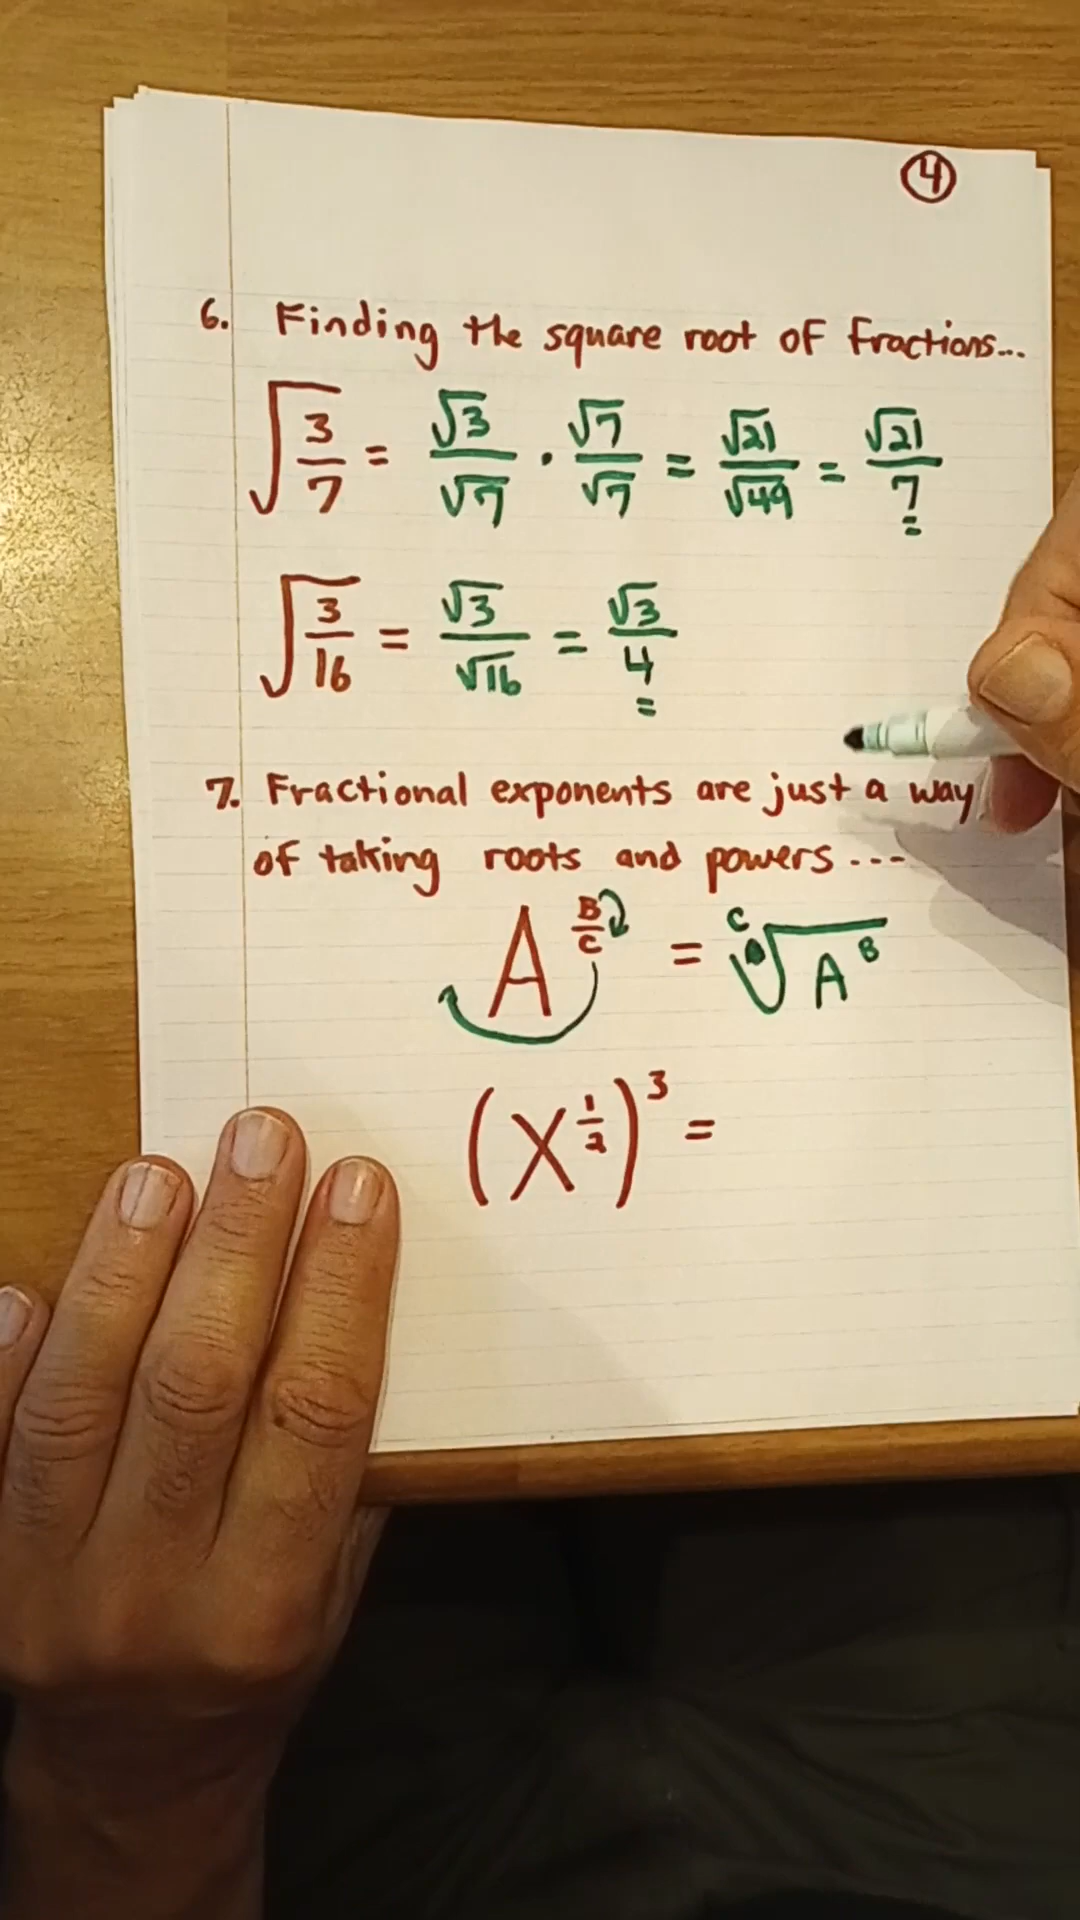 4
6. Finding the square root of fractions...
√(3/7) = √3/√7 · √7/√7 = √21/√49 = √21/7
√(3/16) = √3/√16 = √3/4
7. Fractional exponents are just a way
of taking roots and powers ...
A^(B/C) = ᶜ√(A^B)
(X^(1/2))^3 =